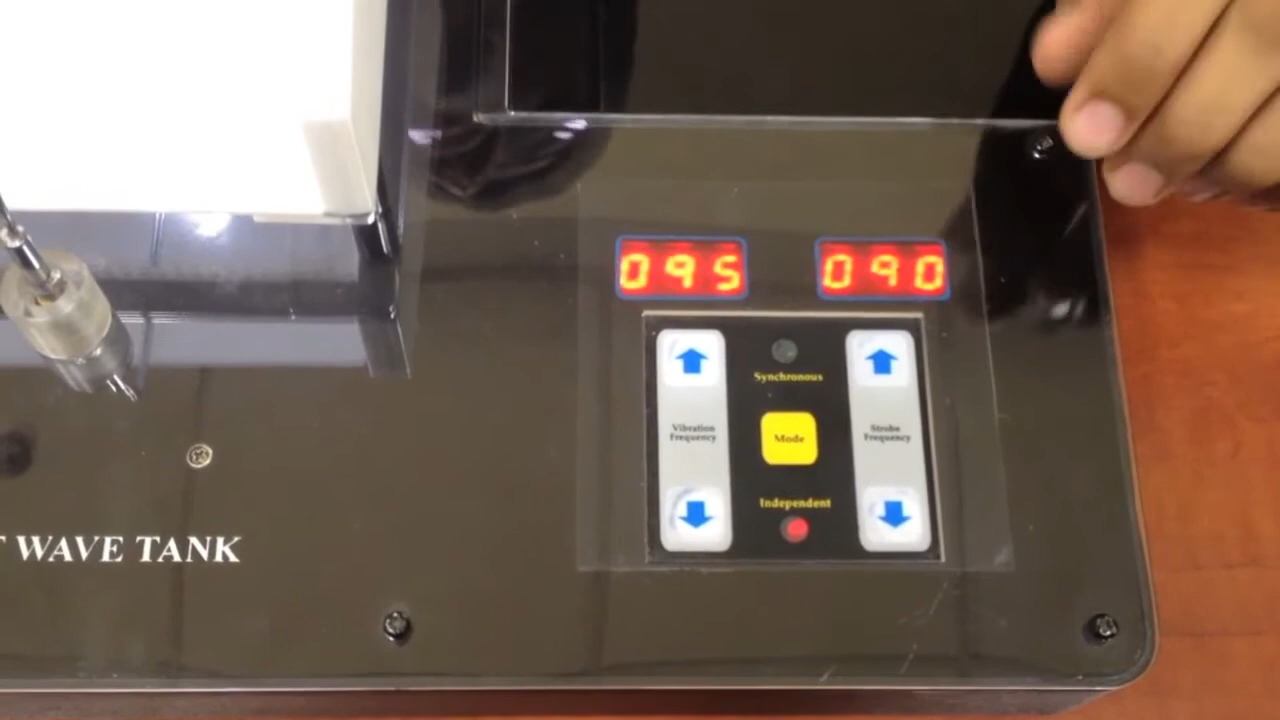 095 090
Synchronous
Vibration
Frequency
Mode
Strobe
Frequency
Independent
WAVE TANK